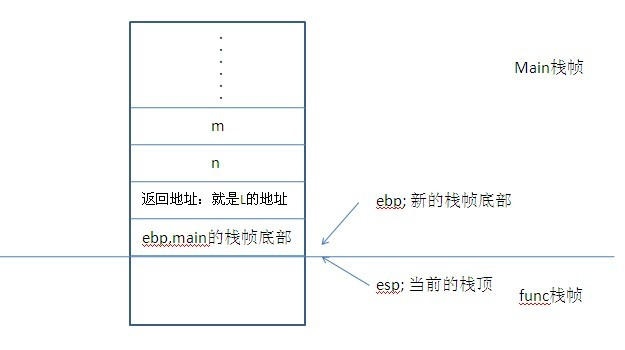 Main栈帧
m
n
返回地址：就是L的地址
ebp; 新的栈帧底部
ebp,main的栈帧底部
esp; 当前的栈顶
func栈帧